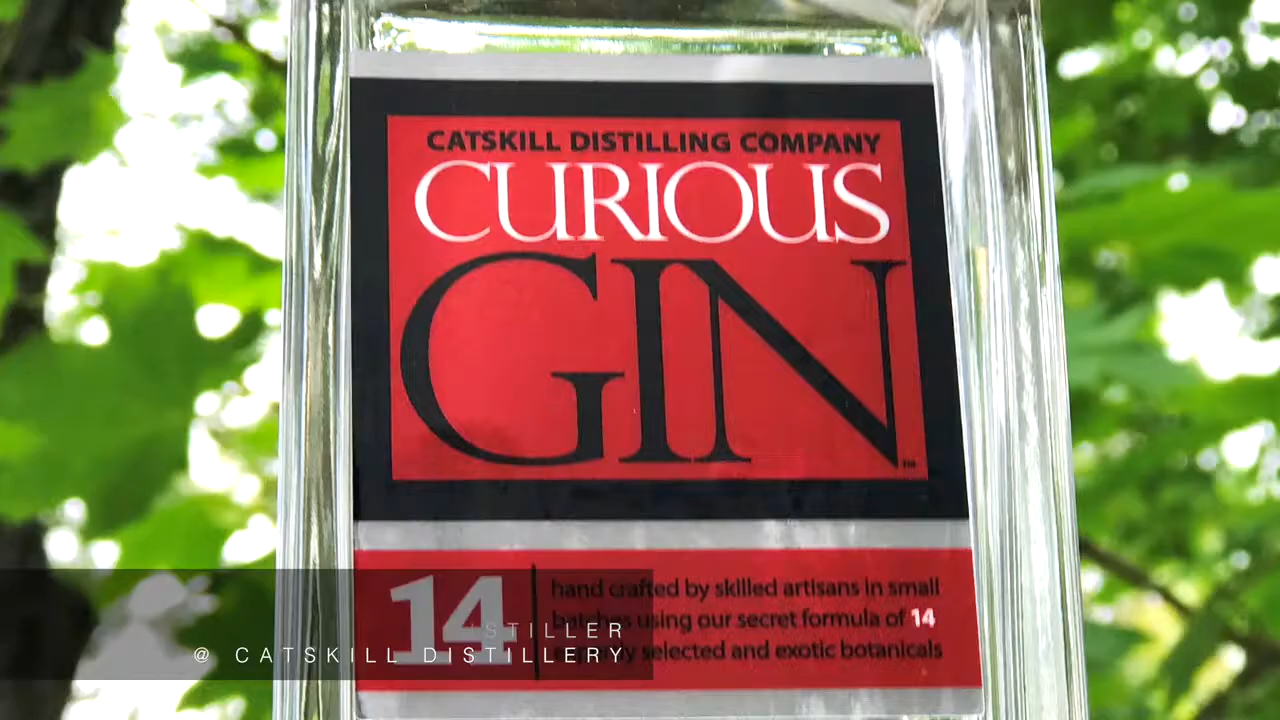 CATSKILL DISTILLING COMPANY
CURIOUS
GIN
™
14
hand crafted by skilled artisans in small
batches using our secret formula of 14
selected and exotic botanicals
STILLER
@ CATSKILL DISTILLERY